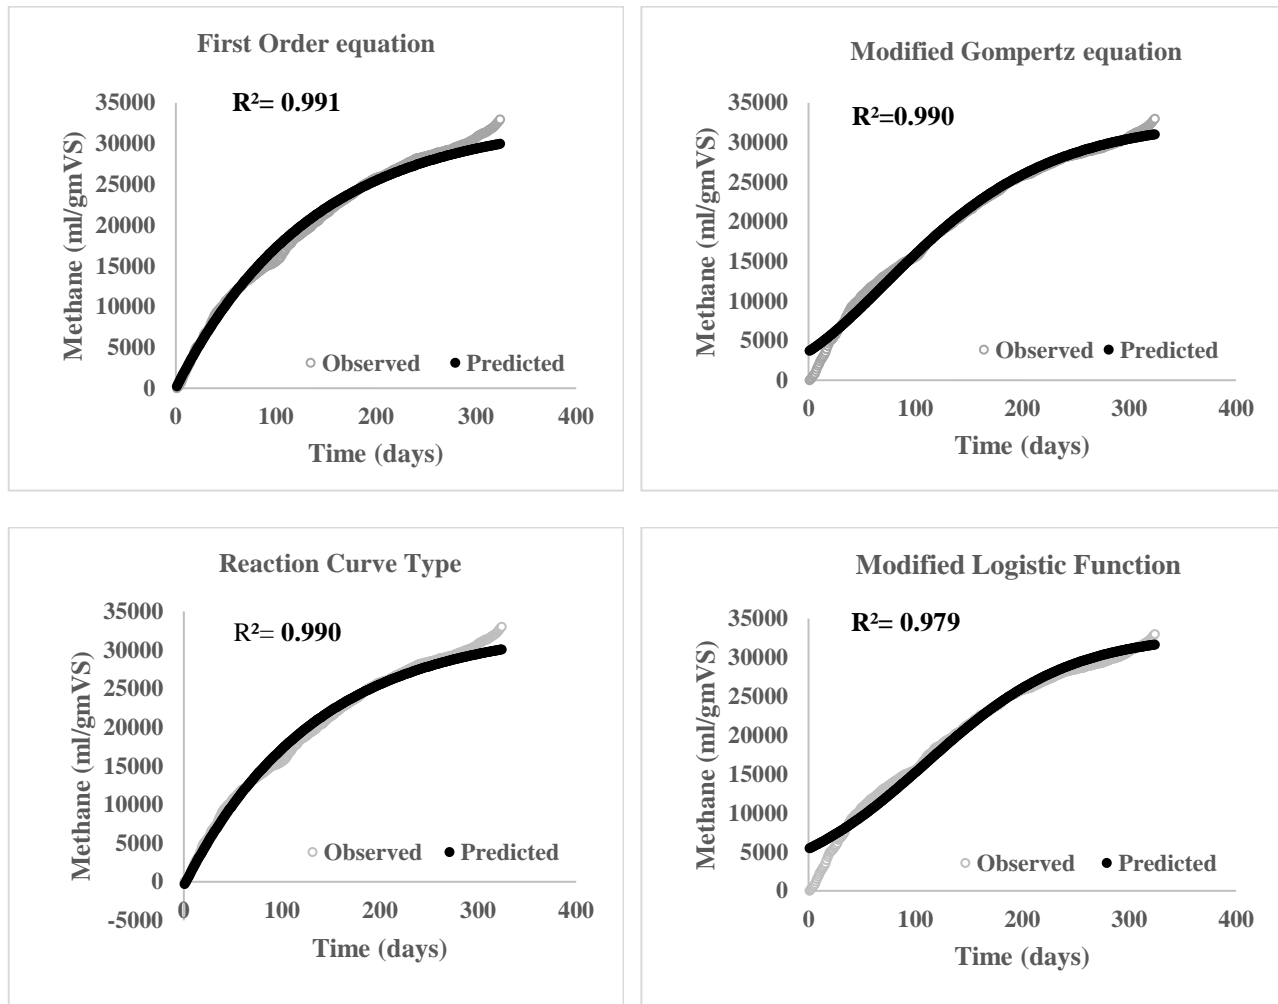 First Order equation
R²= 0.991
35000
30000
25000
20000
15000
10000
5000
0
Methane (ml/gmVS)
Observed
Predicted
0 100 200 300 400
Time (days)
Modified Gompertz equation
R²=0.990
35000
30000
25000
20000
15000
10000
5000
0
Methane (ml/gmVS)
Observed
Predicted
0 100 200 300 400
Time (days)
Reaction Curve Type
R²= 0.990
35000
30000
25000
20000
15000
10000
5000
0
-5000
Methane (ml/gmVS)
Observed
Predicted
0 100 200 300 400
Time (days)
Modified Logistic Function
R²= 0.979
35000
30000
25000
20000
15000
10000
5000
0
Methane (ml/gmVS)
Observed
Predicted
0 100 200 300 400
Time (days)